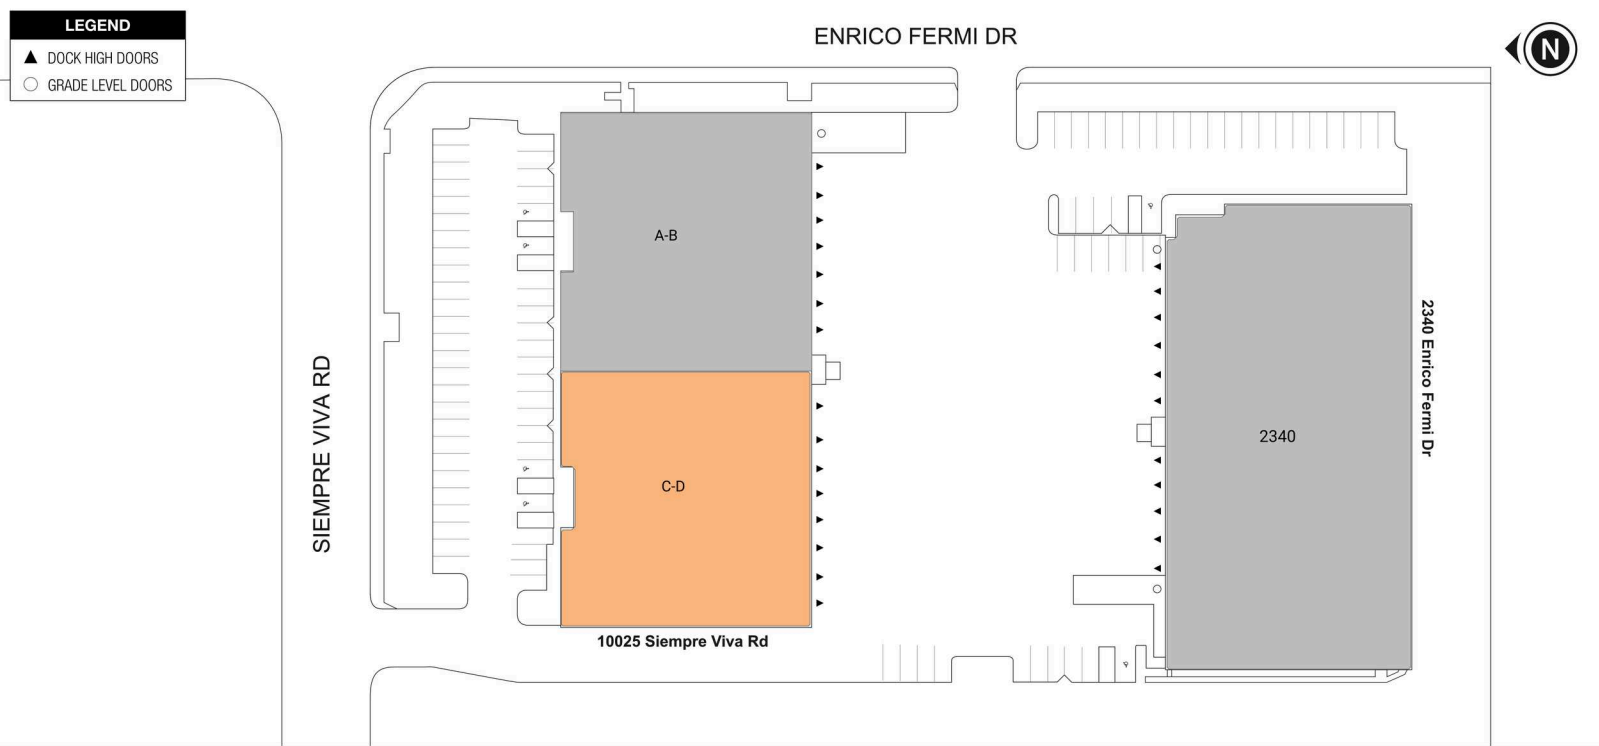 LEGEND
DOCK HIGH DOORS
GRADE LEVEL DOORS
ENRICO FERMI DR
N
A-B
SIEMPRE VIVA RD
C-D
2340
2340 Enrico Fermi Dr
10025 Siempre Viva Rd